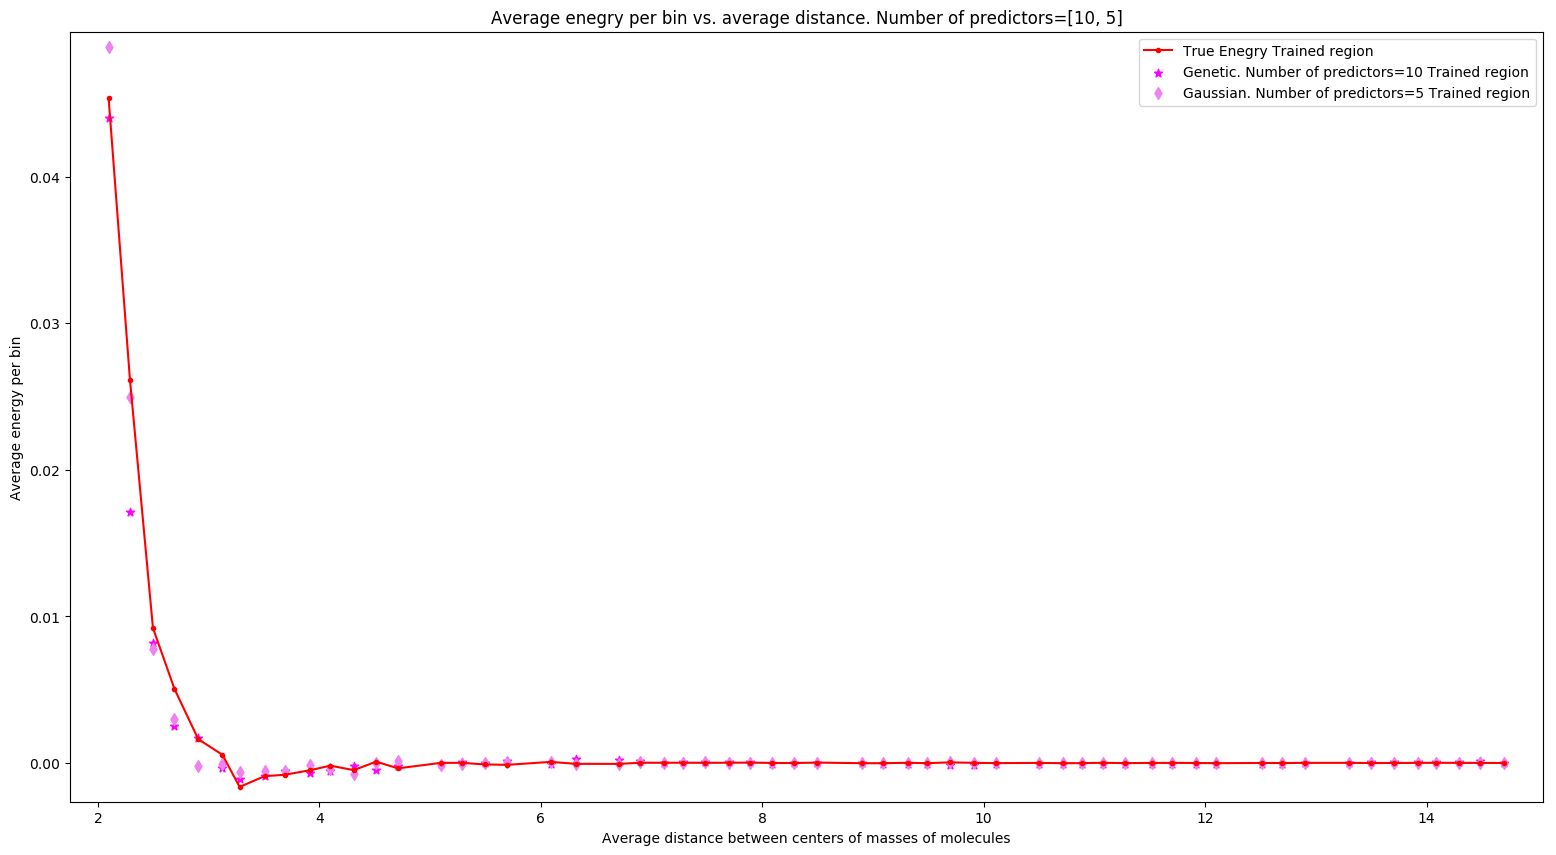 Average enegry per bin vs. average distance. Number of predictors=[10, 5]
True Enegry Trained region
Genetic. Number of predictors=10 Trained region
Gaussian. Number of predictors=5 Trained region
Average energy per bin
0.04
0.03
0.02
0.01
0.00
2
4
6
8
10
12
14
Average distance between centers of masses of molecules